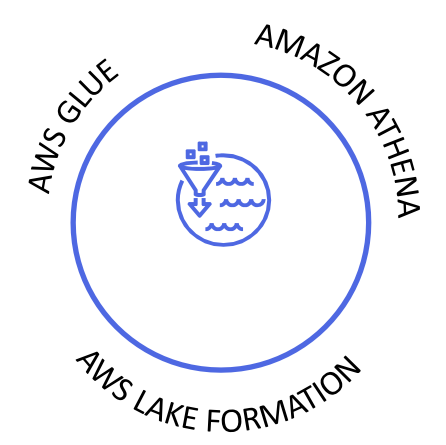 AWS GLUE
AMAZON ATHENA
AWS LAKE FORMATION